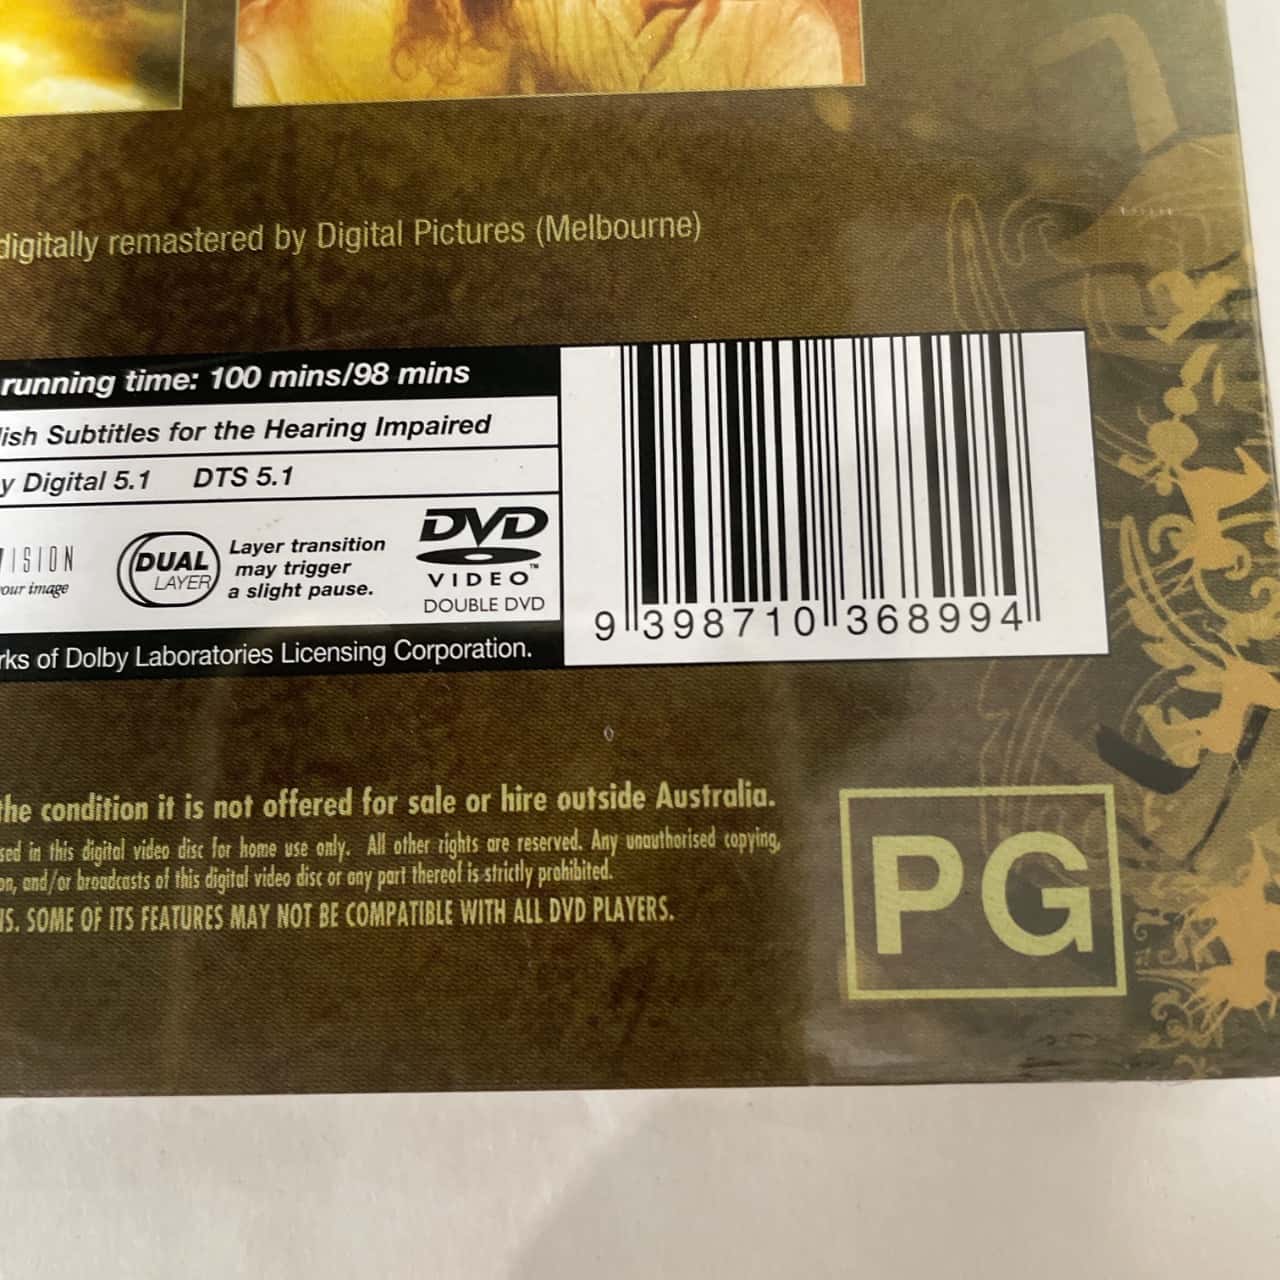 digitally remastered by Digital Pictures (Melbourne)
running time: 100 mins/98 mins
lish Subtitles for the Hearing Impaired
y Digital 5.1 DTS 5.1
VISION
our image
DUAL
LAYER
Layer transition
may trigger
a slight pause.
DVD
VIDEO™
DOUBLE DVD
9 398710 368994
rks of Dolby Laboratories Licensing Corporation.
the condition it is not offered for sale or hire outside Australia.
sed in this digital video disc for home use only. All other rights are reserved. Any unauthorised copying,
on, and/or broadcasts of this digital video disc or any part thereof is strictly prohibited.
NS. SOME OF ITS FEATURES MAY NOT BE COMPATIBLE WITH ALL DVD PLAYERS.
PG